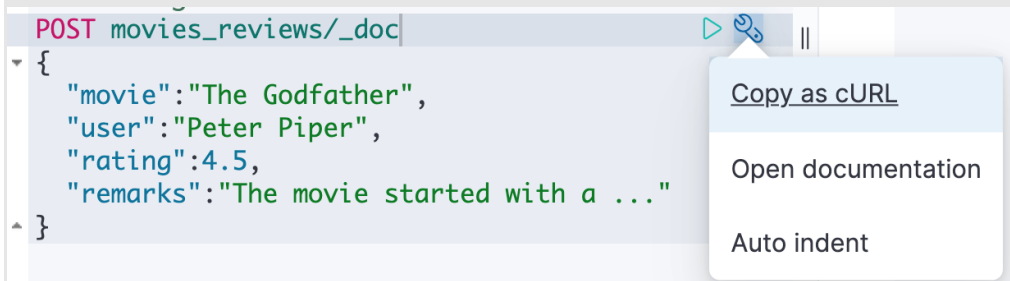 POST movies_reviews/_doc
{
"movie":"The Godfather",
"user":"Peter Piper",
"rating":4.5,
"remarks":"The movie started with a ..."
}
Copy as cURL
Open documentation
Auto indent